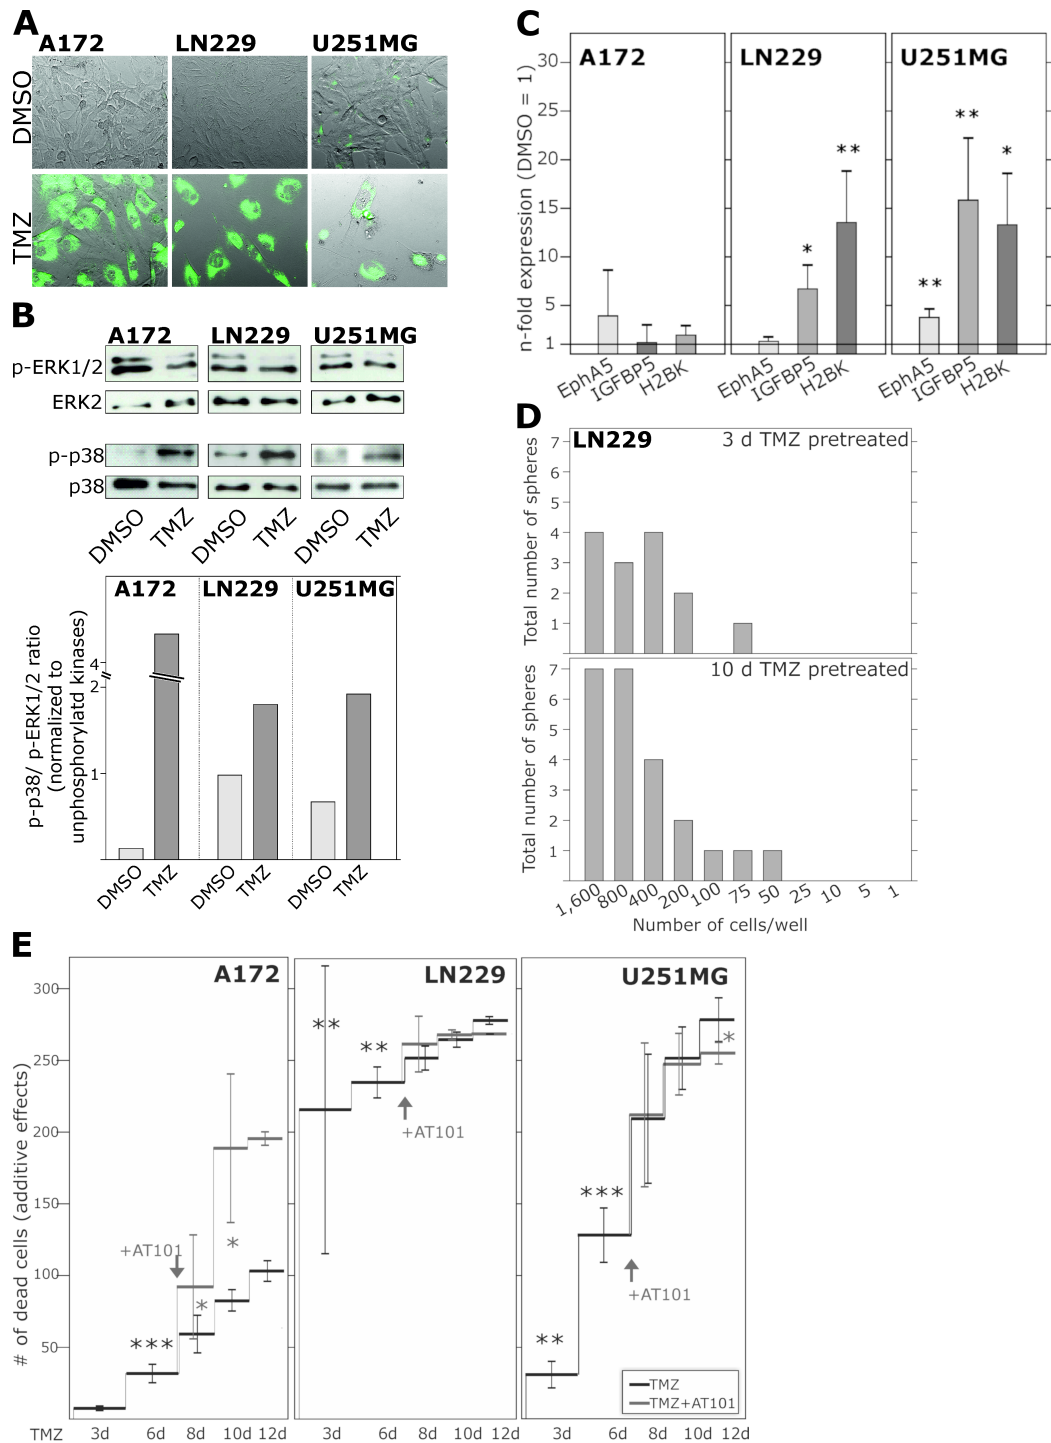 A
A172 LN229 U251MG
DMSO
TMZ
B
A172 LN229 U251MG
p-ERK1/2
ERK2
p-p38
p38
DMSO TMZ DMSO TMZ DMSO TMZ
A172 LN229 U251MG
p-p38/ p-ERK1/2 ratio
(normalized to
unphosphorylatd kinases)
4
2
1
DMSO TMZ DMSO TMZ DMSO TMZ
C
A172 LN229 U251MG
n-fold expression (DMSO = 1)
30
25
20
15
10
5
1
** ** * * **
EphA5 IGFBP5 H2BK EphA5 IGFBP5 H2BK EphA5 IGFBP5 H2BK
D
LN229 3 d TMZ pretreated
Total number of spheres
7
6
5
4
3
2
1
10 d TMZ pretreated
Total number of spheres
7
6
5
4
3
2
1
1,600 800 400 200 100 75 50 25 10 5 1
Number of cells/well
E
A172 LN229 U251MG
# of dead cells (additive effects)
300
250
200
150
100
50
+AT101
*** * *
** **
+AT101
** *** *
+AT101
TMZ
TMZ+AT101
TMZ 3d 6d 8d 10d 12d 3d 6d 8d 10d 12d 3d 6d 8d 10d 12d